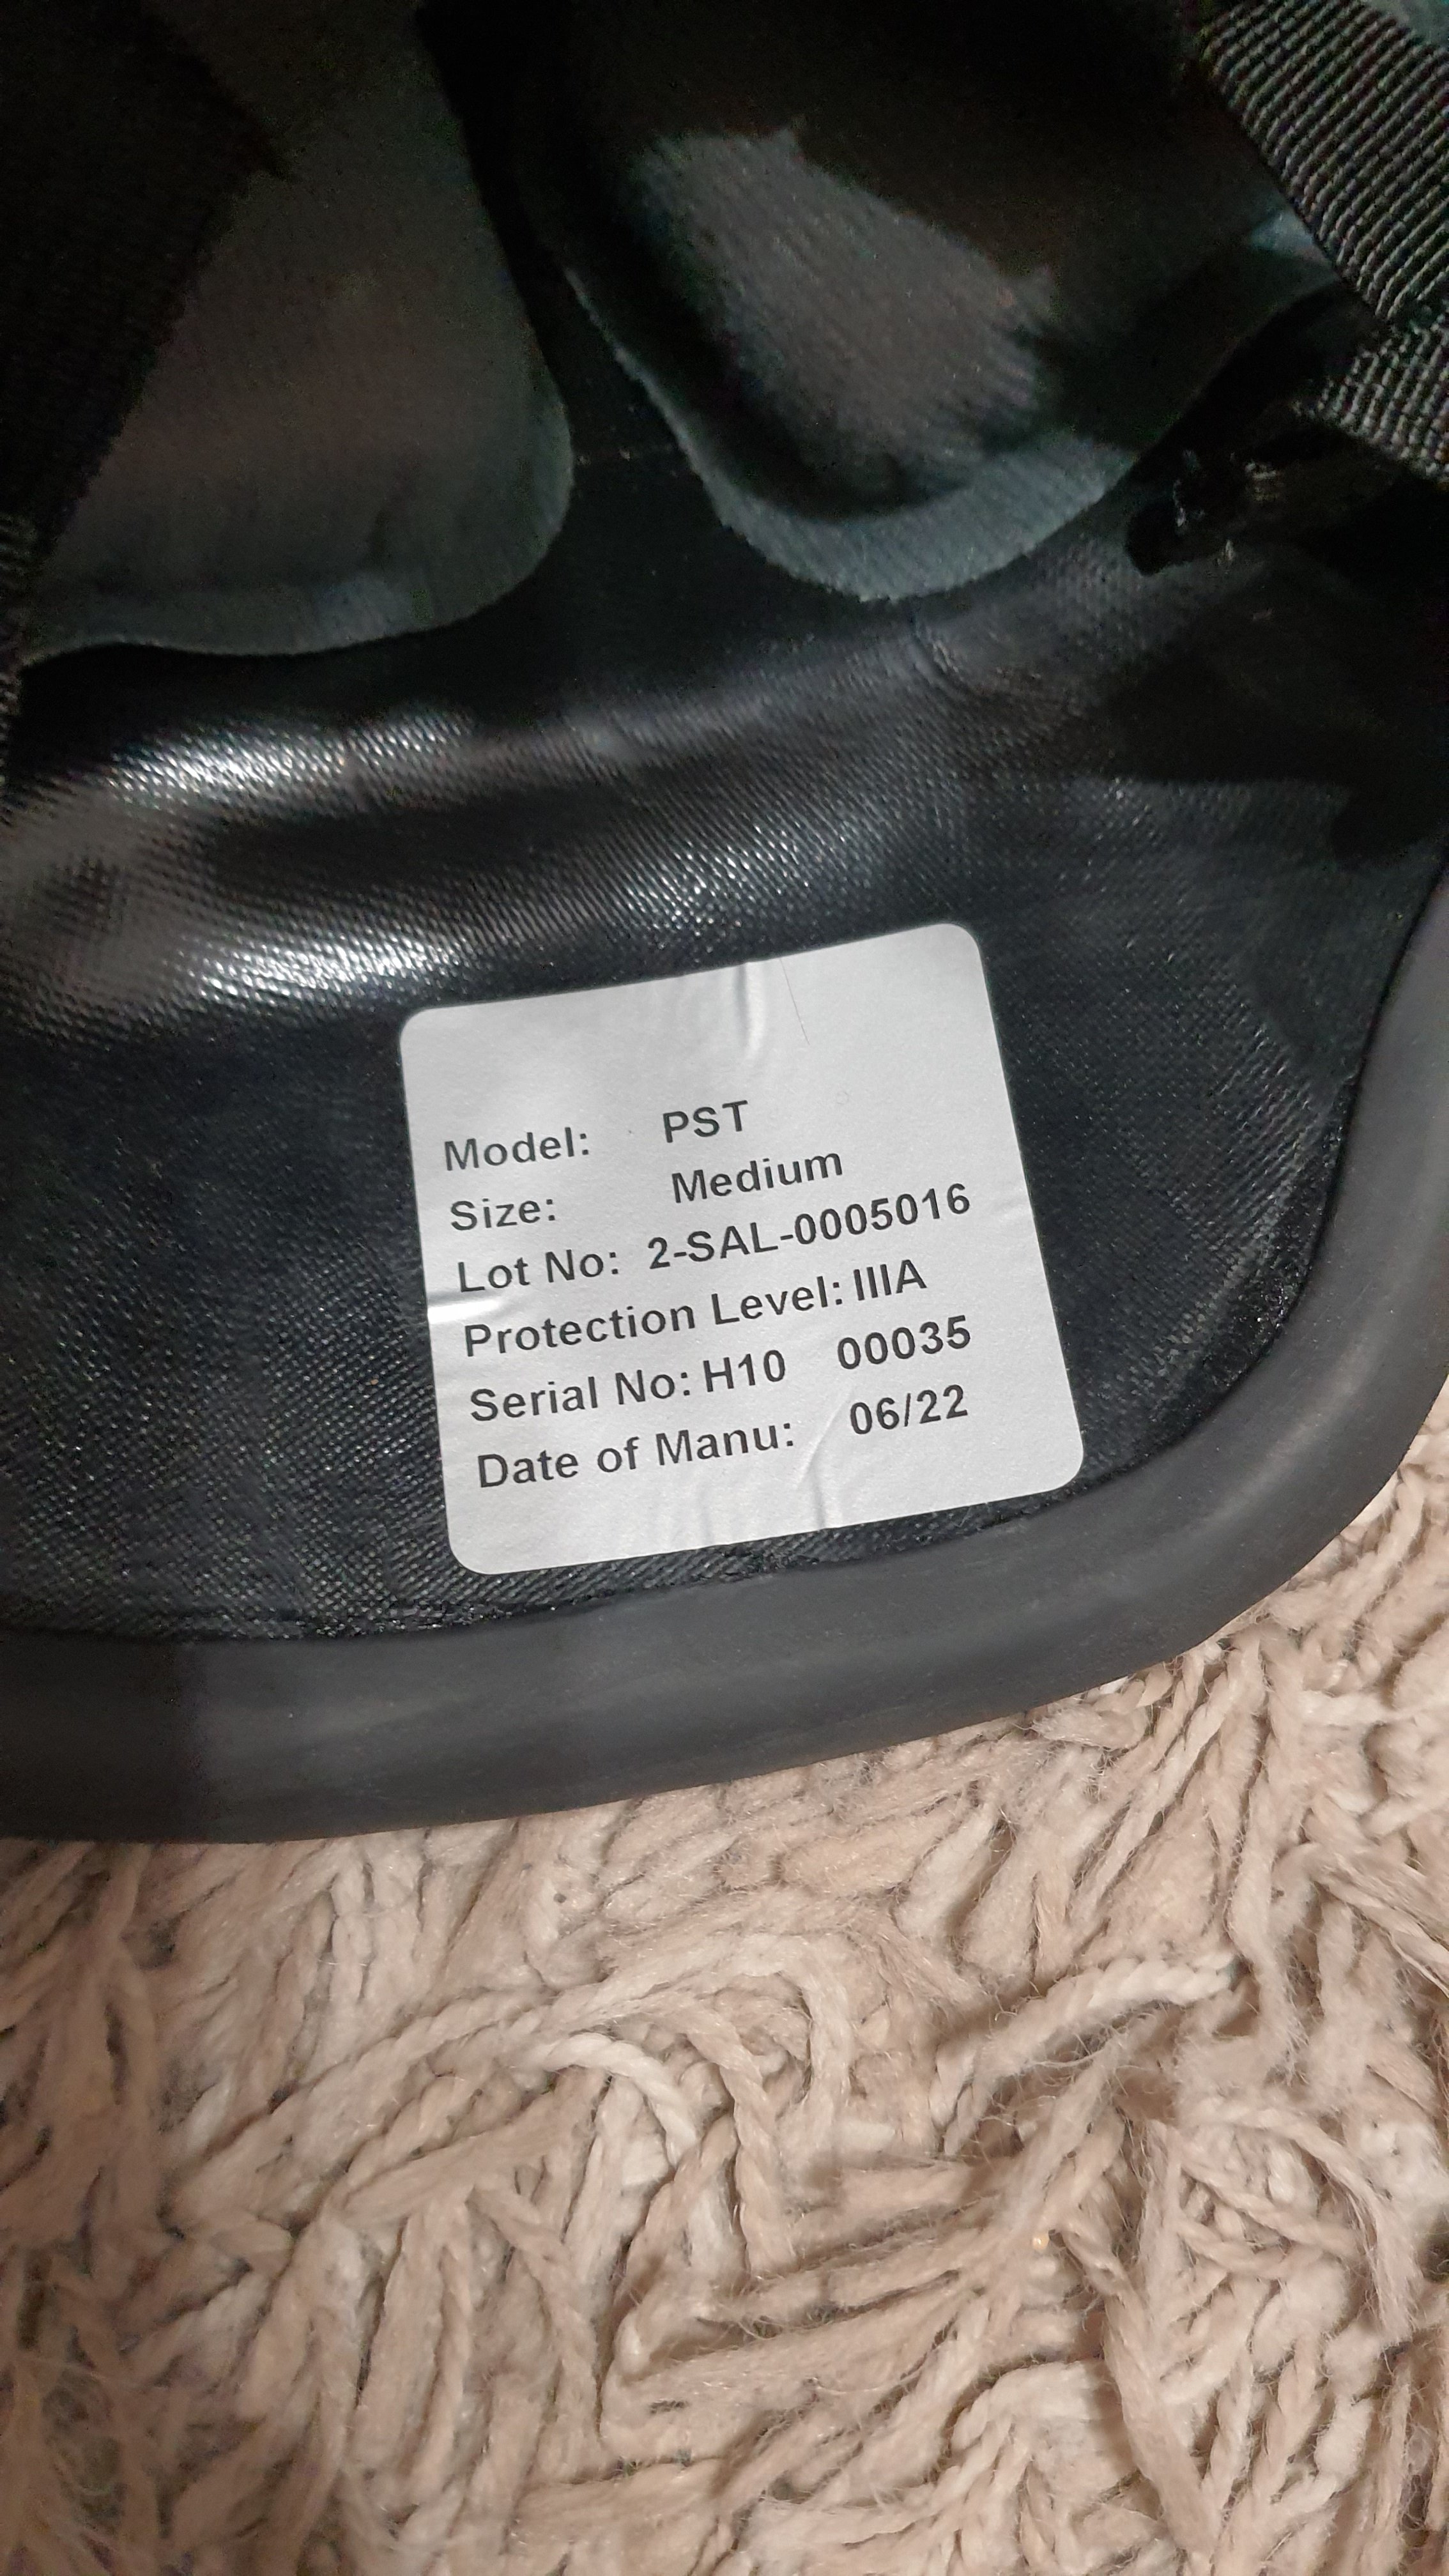 Model: PST
Size: Medium
Lot No: 2-SAL-0005016
Protection Level: IIIA
Serial No: H10 00035
Date of Manu: 06/22